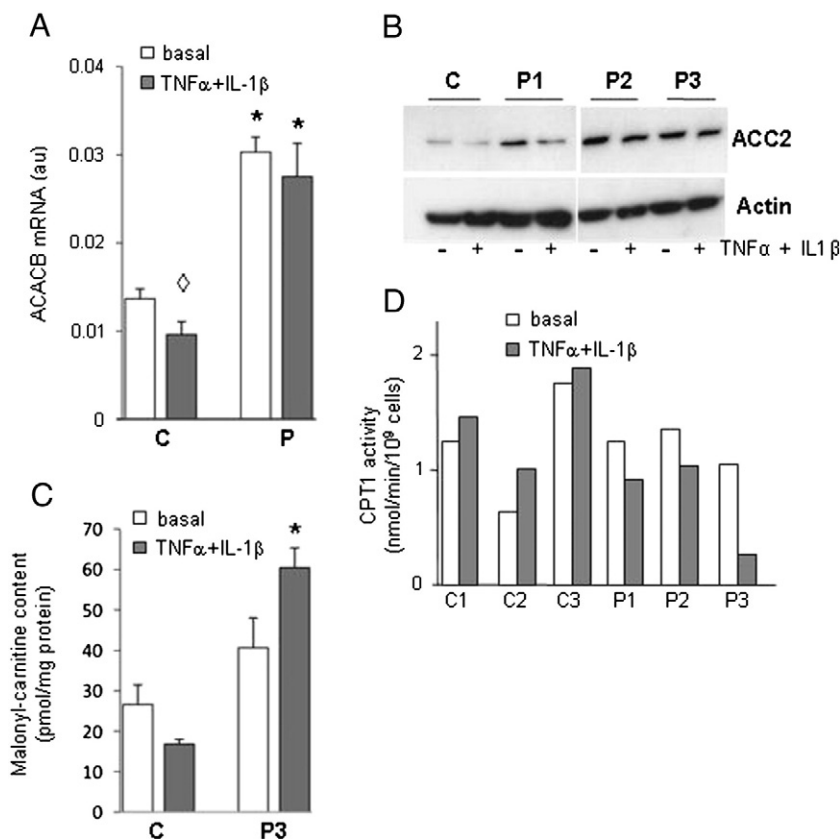 A
basal
TNFα+IL-1β
0.04
0.03
0.02
0.01
0
ACACB mRNA (au)
* *
◊
C P
B
C P1 P2 P3
ACC2
Actin
- + - + - + - + TNFα + IL1β
C
basal
TNFα+IL-1β
70
60
50
40
30
20
10
0
Malonyl-carnitine content
(pmol/mg protein)
*
C P3
D
basal
TNFα+IL-1β
2
1
0
CPT1 activity
(nmol/min/10⁹ cells)
C1 C2 C3 P1 P2 P3